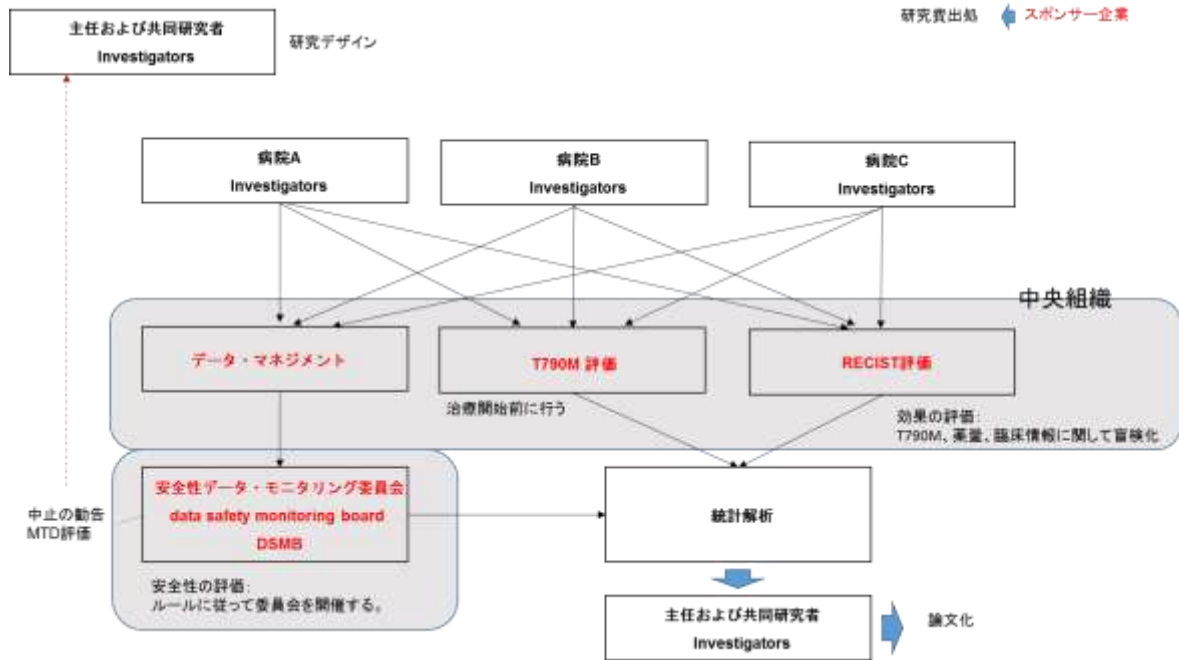 主任および共同研究者
Investigators
研究デザイン
研究費出処
スポンサー企業
病院A
Investigators
病院B
Investigators
病院C
Investigators
中央組織
データ・マネジメント
T790M 評価
RECIST評価
治療開始前に行う
効果の評価:
T790M、薬量、臨床情報に関して盲検化
安全性データ・モニタリング委員会
data safety monitoring board
DSMB
中止の勧告
MTD評価
統計解析
安全性の評価:
ルールに従って委員会を開催する。
主任および共同研究者
Investigators
論文化